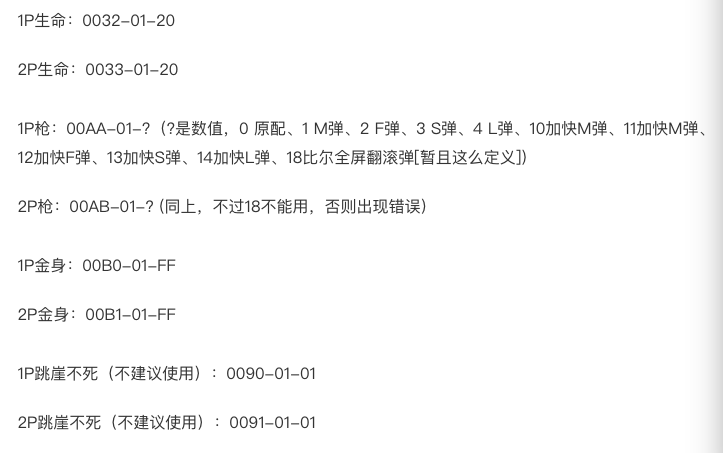 1P生命：0032-01-20
2P生命：0033-01-20
1P枪：00AA-01-?（?是数值，0 原配、1 M弹、2 F弹、3 S弹、4 L弹、10加快M弹、11加快M弹、
12加快F弹、13加快S弹、14加快L弹、18比尔全屏翻滚弹[暂且这么定义]）
2P枪：00AB-01-? (同上，不过18不能用，否则出现错误)
1P金身：00B0-01-FF
2P金身：00B1-01-FF
1P跳崖不死（不建议使用）：0090-01-01
2P跳崖不死（不建议使用）：0091-01-01